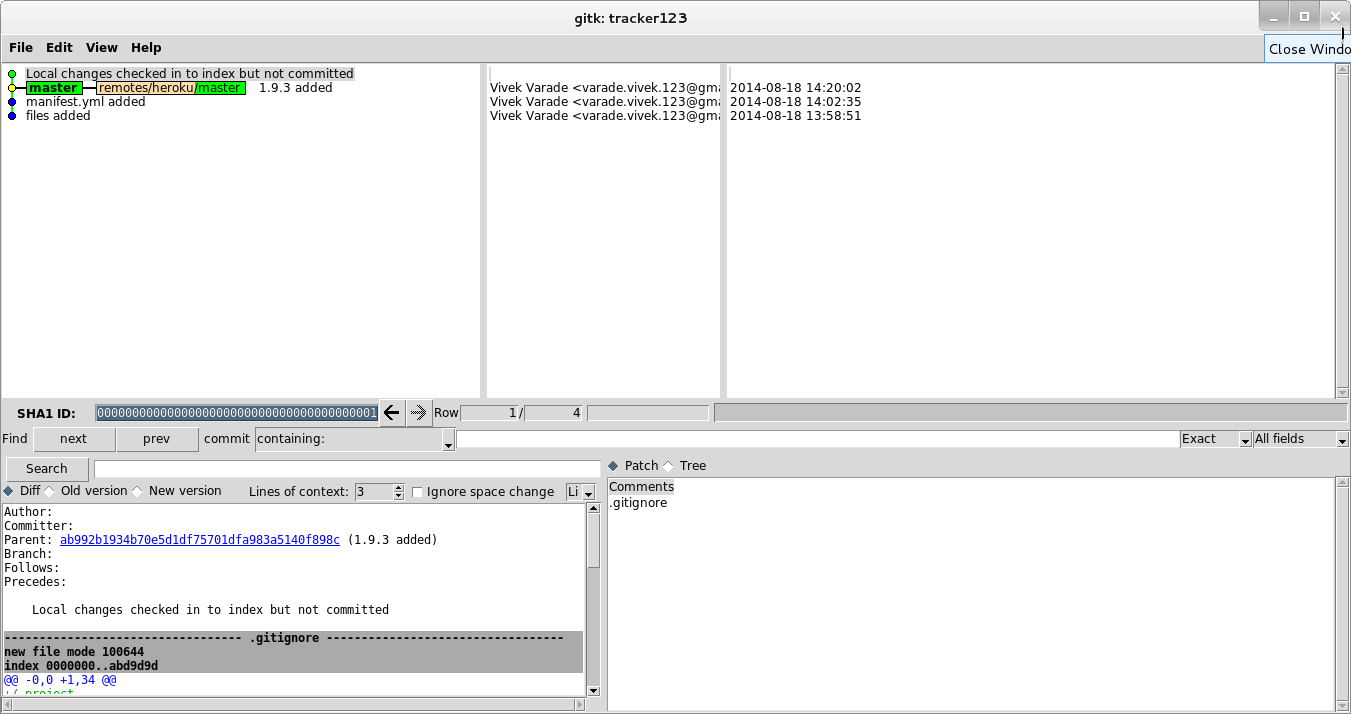 gitk: tracker123
File Edit View Help
Close Windo
Local changes checked in to index but not committed
master remotes/heroku/master 1.9.3 added Vivek Varade <varade.vivek.123@gma 2014-08-18 14:20:02
manifest.yml added Vivek Varade <varade.vivek.123@gma 2014-08-18 14:02:35
files added Vivek Varade <varade.vivek.123@gma 2014-08-18 13:58:51
SHA1 ID: 0000000000000000000000000000000000000001 Row 1 / 4
Find next prev commit containing: Exact All fields
Search
Patch Tree
Diff Old version New version Lines of context: 3 Ignore space change Li
Comments
.gitignore
Author:
Committer:
Parent: ab992b1934b70e5d1df75701dfa983a5140f898c (1.9.3 added)
Branch:
Follows:
Precedes:
Local changes checked in to index but not committed
---------------------------------- .gitignore ----------------------------------
new file mode 100644
index 0000000..abd9d9d
@@ -0,0 +1,34 @@
+/.project